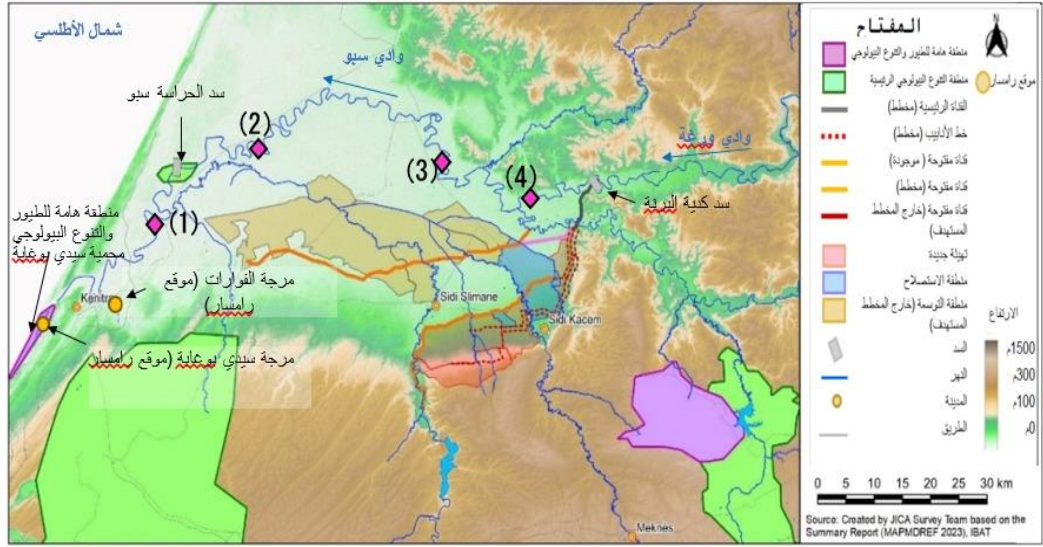 شمال الأطلسي
وادي سبو
سد الحراسة سبو
(2)
وادي ورغة
(3)
(4)
سد كدية البرية
(1)
منطقة هامة للطيور
والتنوع البيولوجي
محمية سيدي بوغابة
مرجة الفوارات (موقع
رامسار)
Kenitra
مرجة سيدي بوغابة (موقع رامسار
Sidi Slimane
Sidi Kacem
Meknes
المفتاح
منطقة هامة للطيور والتنوع البيولوجي
منطقة التنوع البيولوجي الرئيسية
موقع رامسار
القناة الرئيسية (مخطط)
خط الأنابيب (مخطط)
قناة مفتوحة (موجودة)
قناة مفتوحة (مخطط)
قناة مفتوحة (خارج المخطط
المستهدف)
تهيئة جديدة
منطقة الاستصلاح
منطقة التوسعة (خارج المخطط
المستهدف)
السد
النهر
المدينة
الطريق
الارتفاع
1500م
300م
100م
0م
0 5 10 15 20 25 30 km
Source: Created by JICA Survey Team based on the
Summary Report (MAPMDREF 2023), IBAT